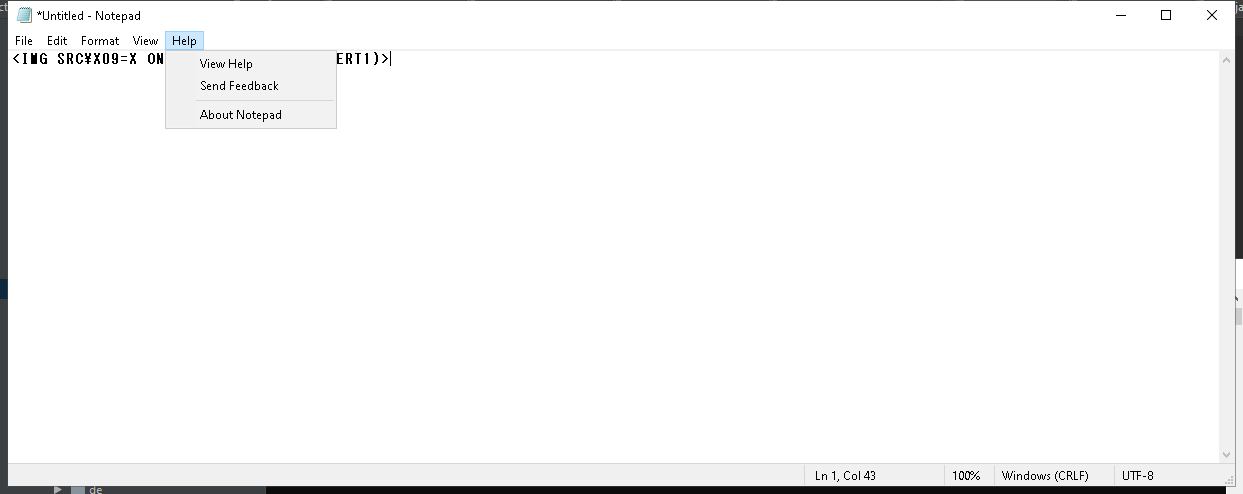 *Untitled - Notepad
File Edit Format View Help
<IMG SRC¥X09=X ON ERT1)>
View Help
Send Feedback
About Notepad
Ln 1, Col 43 100% Windows (CRLF) UTF-8
de